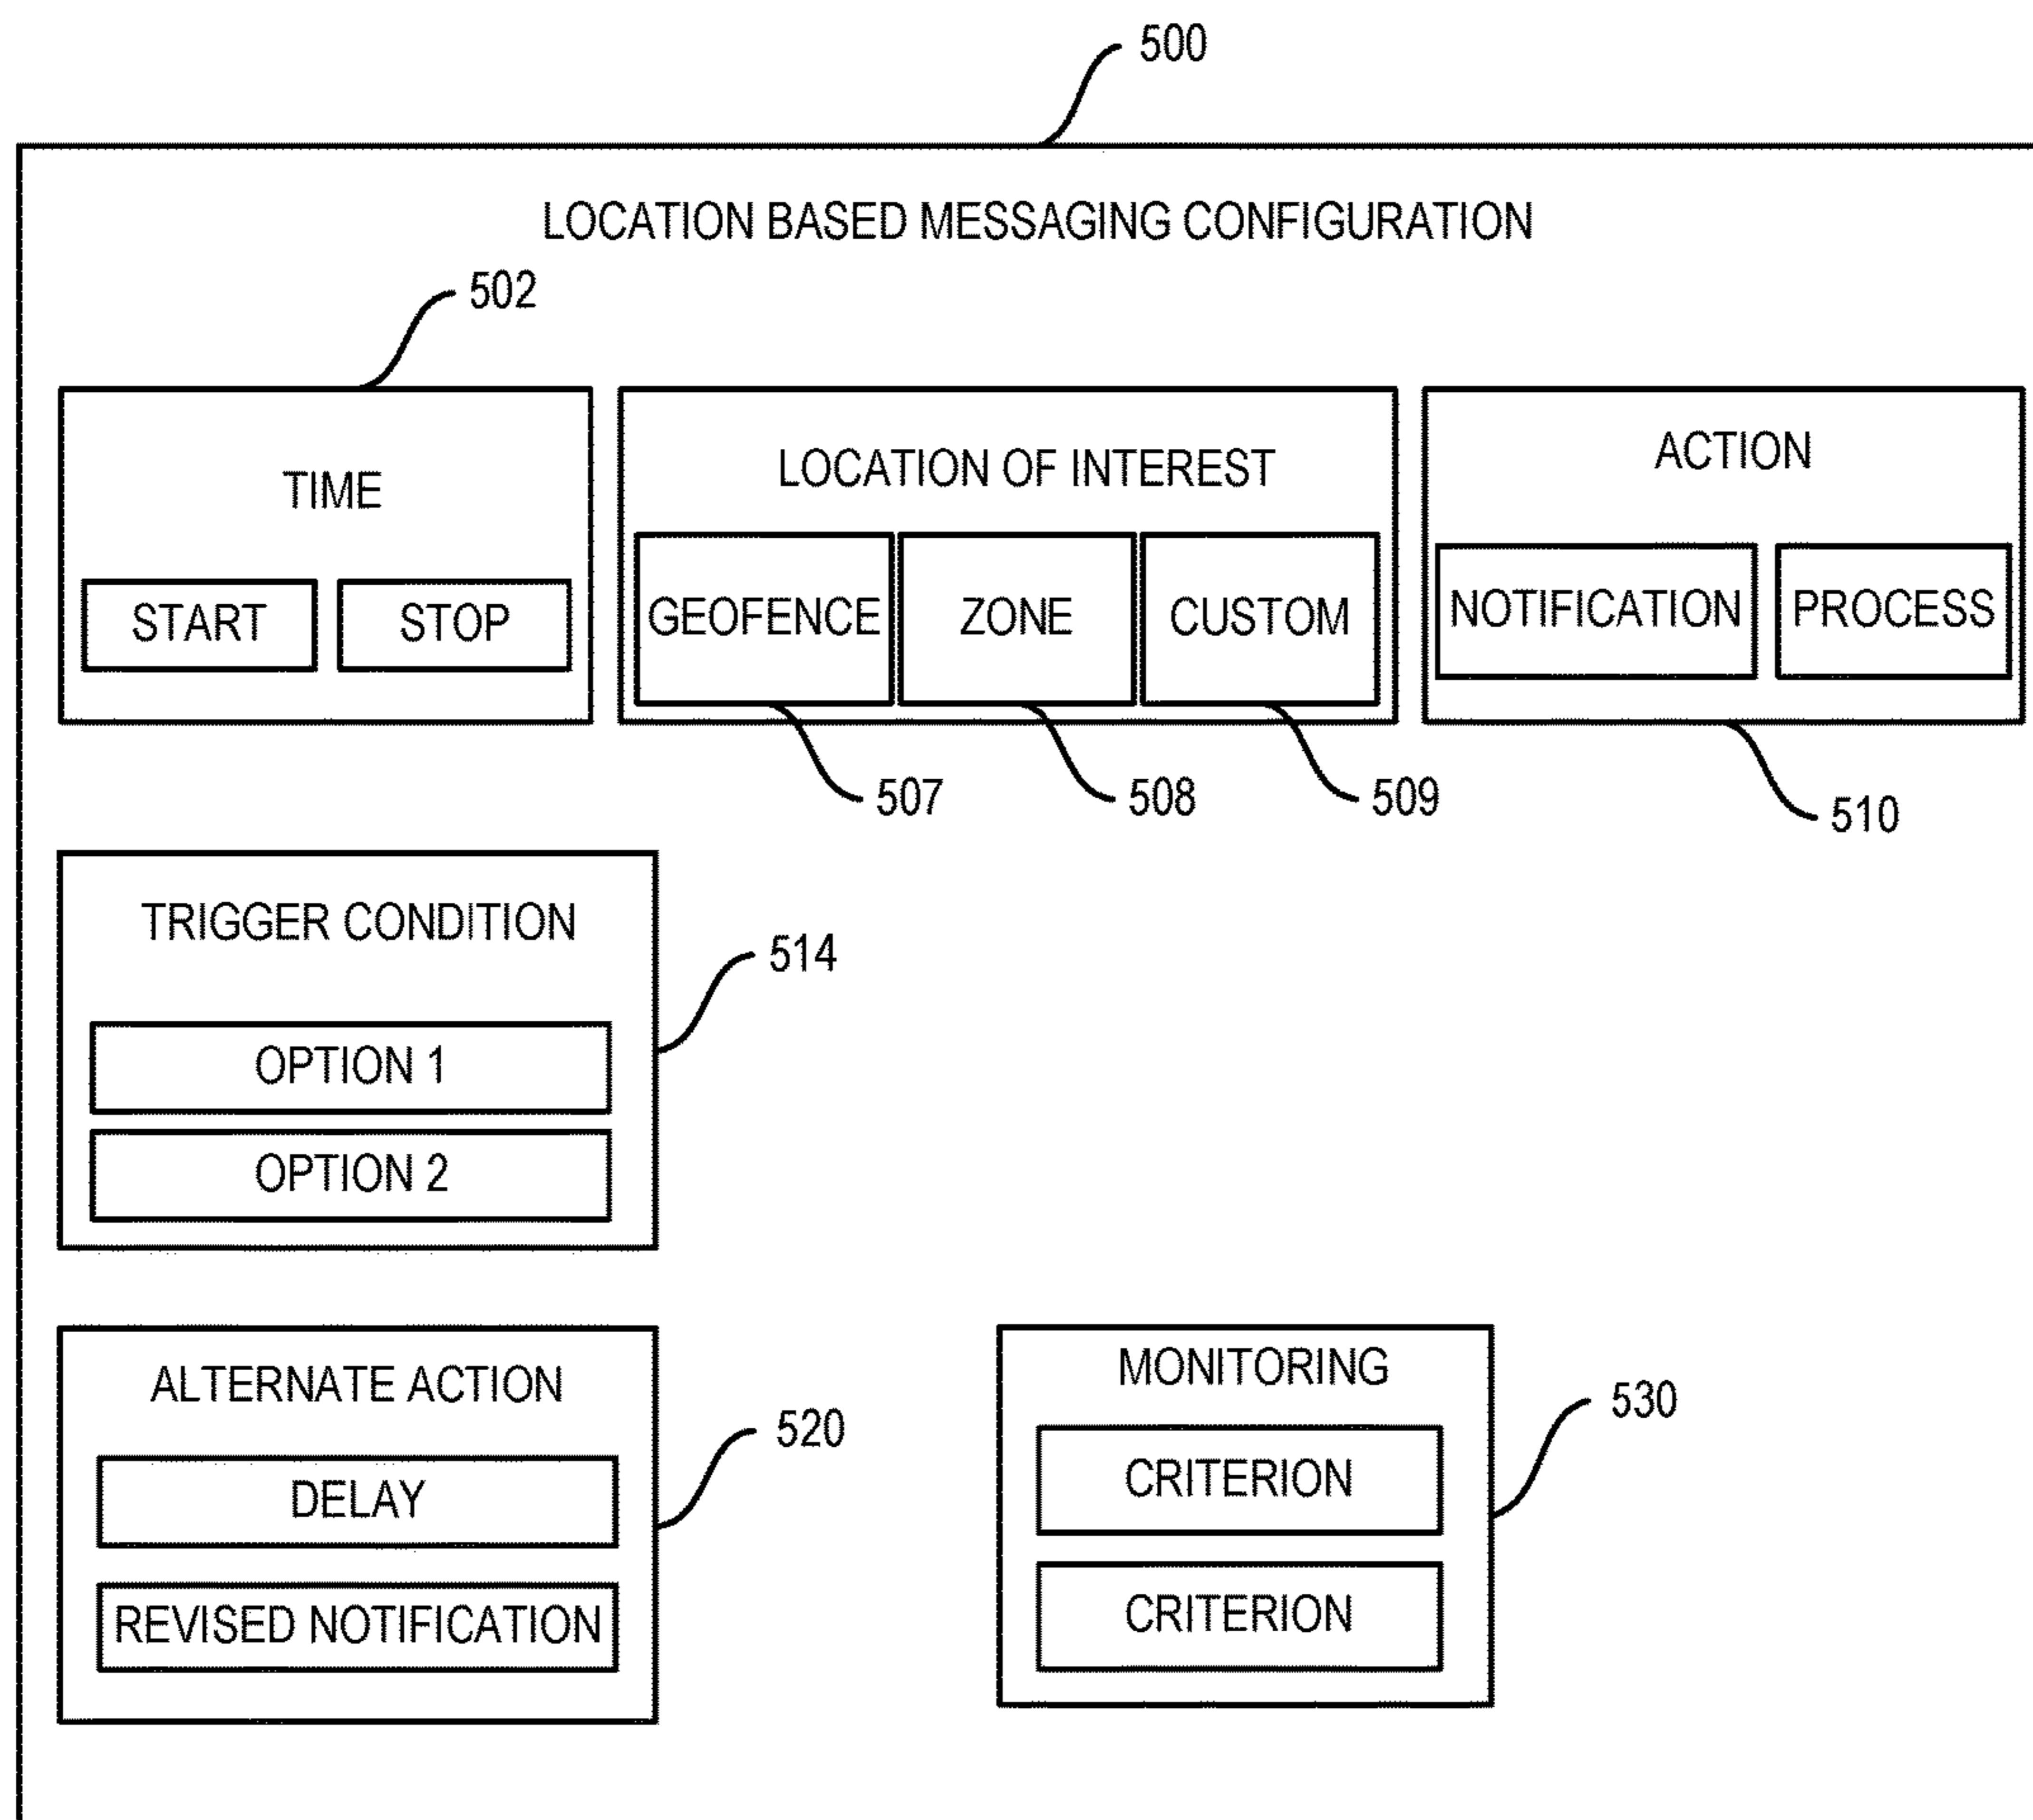 500
LOCATION BASED MESSAGING CONFIGURATION
502
TIME
START
STOP
LOCATION OF INTEREST
GEOFENCE
ZONE
CUSTOM
ACTION
NOTIFICATION
PROCESS
507
508
509
510
TRIGGER CONDITION
OPTION 1
OPTION 2
514
ALTERNATE ACTION
DELAY
REVISED NOTIFICATION
520
MONITORING
CRITERION
CRITERION
530